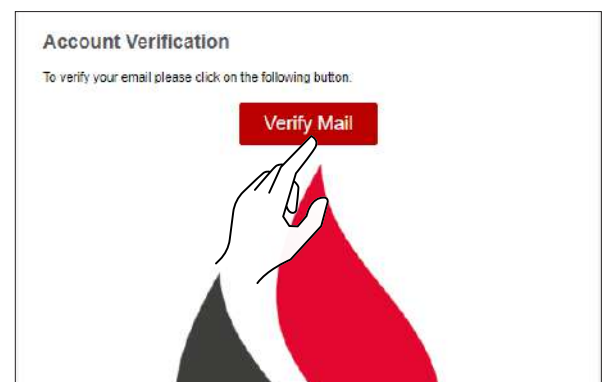 Account Verification
To verify your email please click on the following button.
Verify Mail